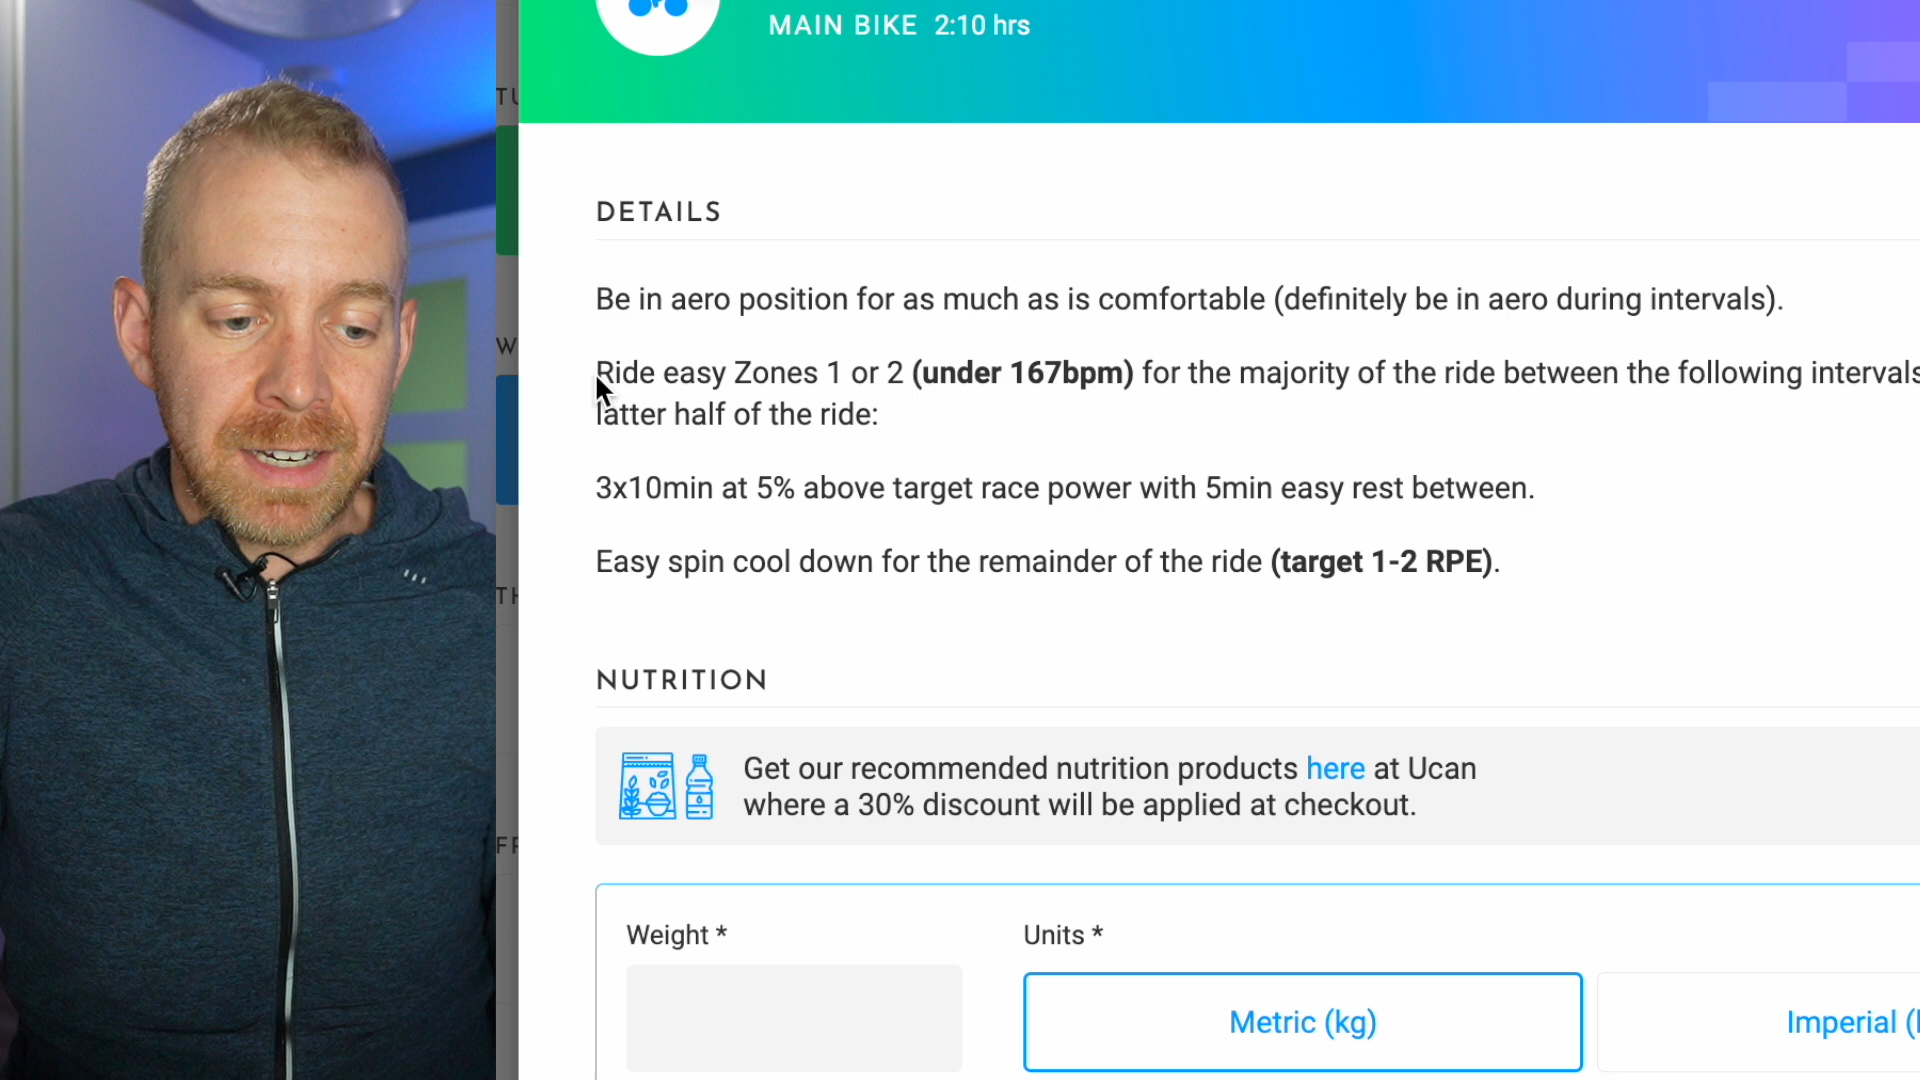 MAIN BIKE 2:10 hrs
DETAILS
Be in aero position for as much as is comfortable (definitely be in aero during intervals).
Ride easy Zones 1 or 2 (under 167bpm) for the majority of the ride between the following intervals
latter half of the ride:
3x10min at 5% above target race power with 5min easy rest between.
Easy spin cool down for the remainder of the ride (target 1-2 RPE).
NUTRITION
Get our recommended nutrition products here at Ucan
where a 30% discount will be applied at checkout.
Weight * Units *
Metric (kg) Imperial (